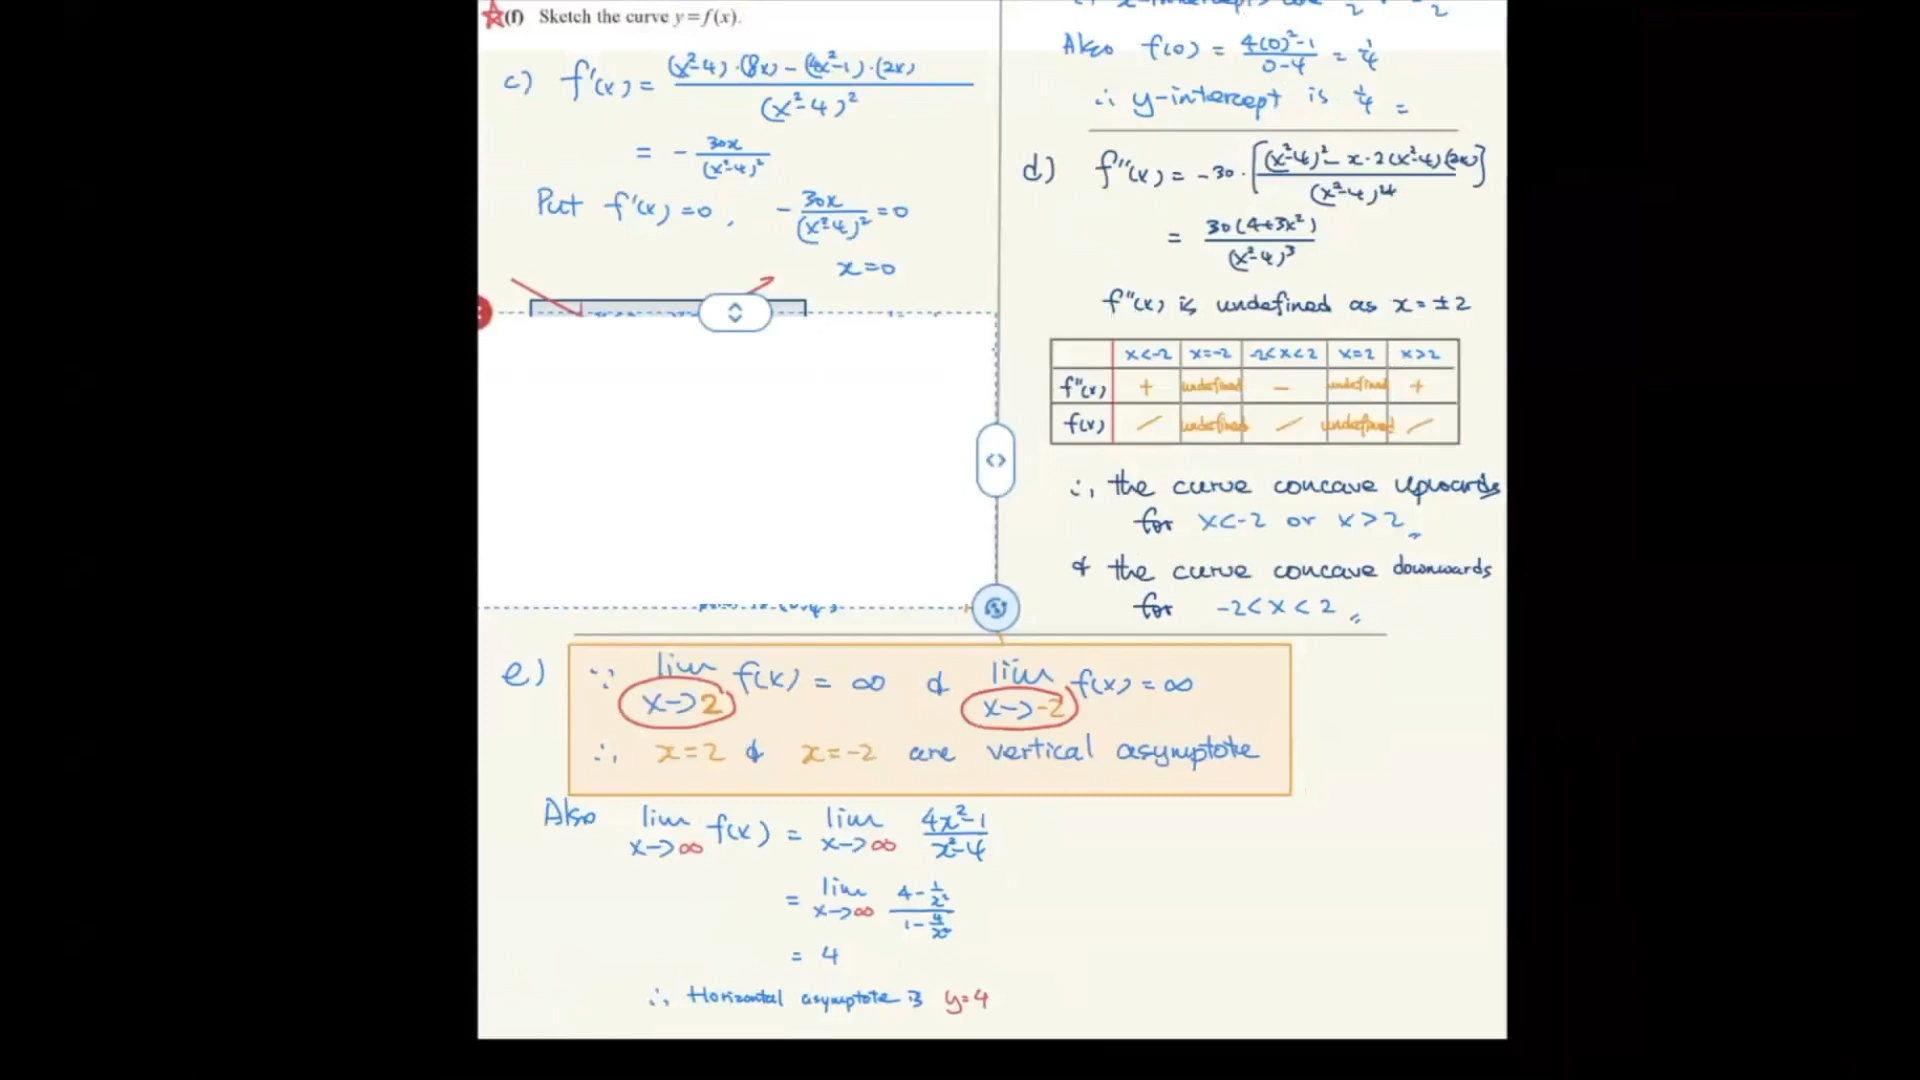 (f) Sketch the curve y=f(x).
c) f'(x) = (x²-4)·(8x) - (4x²-1)·(2x) / (x²-4)²
= - 30x / (x²-4)²
Put f'(x) = 0, - 30x / (x²-4)² = 0
x = 0
Also f(0) = 4(0)²-1 / 0-4 = 1/4
∴ y-intercept is 1/4
d) f''(x) = -30 · [(x²-4)² - x·2(x²-4)(2x) / (x²-4)⁴]
= 30(4+3x²) / (x²-4)³
f''(x) is undefined as x = ±2
x<-2 x=-2 -2<x<2 x=2 x>2
f''(x) + undefined - undefined +
f(x) undefined undefined
∴ the curve concave upwards
for x<-2 or x>2
& the curve concave downwards
for -2<x<2
e) ∵ lim x→2 f(x) = ∞ & lim x→-2 f(x) = ∞
∴ x=2 & x=-2 are vertical asymptote
Also lim x→∞ f(x) = lim x→∞ 4x²-1 / x²-4
= lim x→∞ 4 - 1/x² / 1 - 4/x²
= 4
∴ Horizontal asymptote is y=4